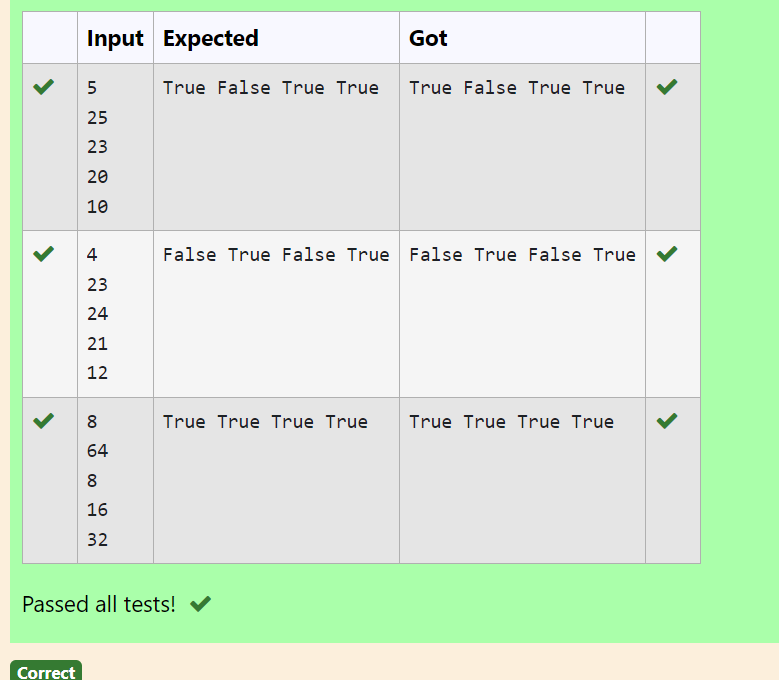 Input Expected Got
5 True False True True True False True True
25
23
20
10
4 False True False True False True False True
23
24
21
12
8 True True True True True True True True
64
8
16
32
Passed all tests!
Correct